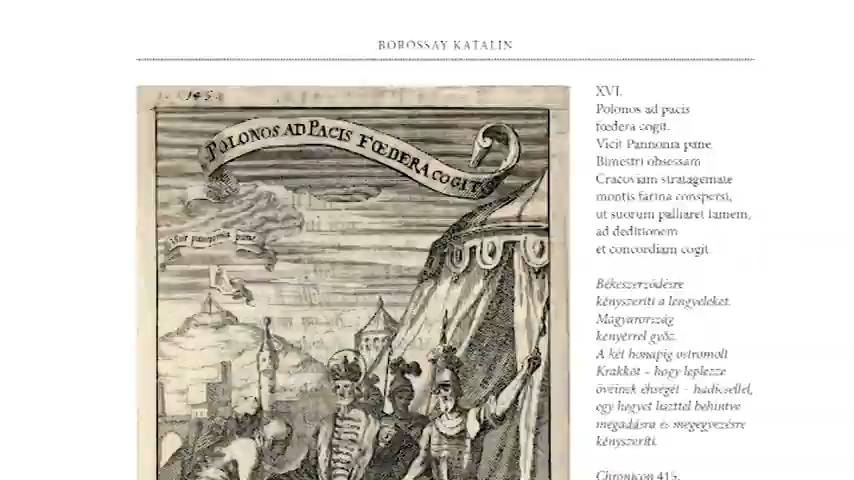 BOROSSAY KATALIN
POLONOS AD PACIS FŒDERA COGIT
Vicit pannonia pane
XVI.
Polonos ad pacis
fœdera cogit.
Vicit Pannonia pane
Bimestri obsessam
Cracoviam stratagemate
montis farina conspersi,
ut suorum palliaret famem,
ad deditionem
et concordiam cogit.
Békeszerződésre
kényszeríti a lengyeleket.
Magyarország
kenyérrel győz.
A két hónapig ostromolt
Krakkót – hogy leplezze
övéinek éhségét – hadicsellel,
egy hegyet liszttel behintve
megadásra és megegyezésre
kényszeríti.
Chronicon 415.